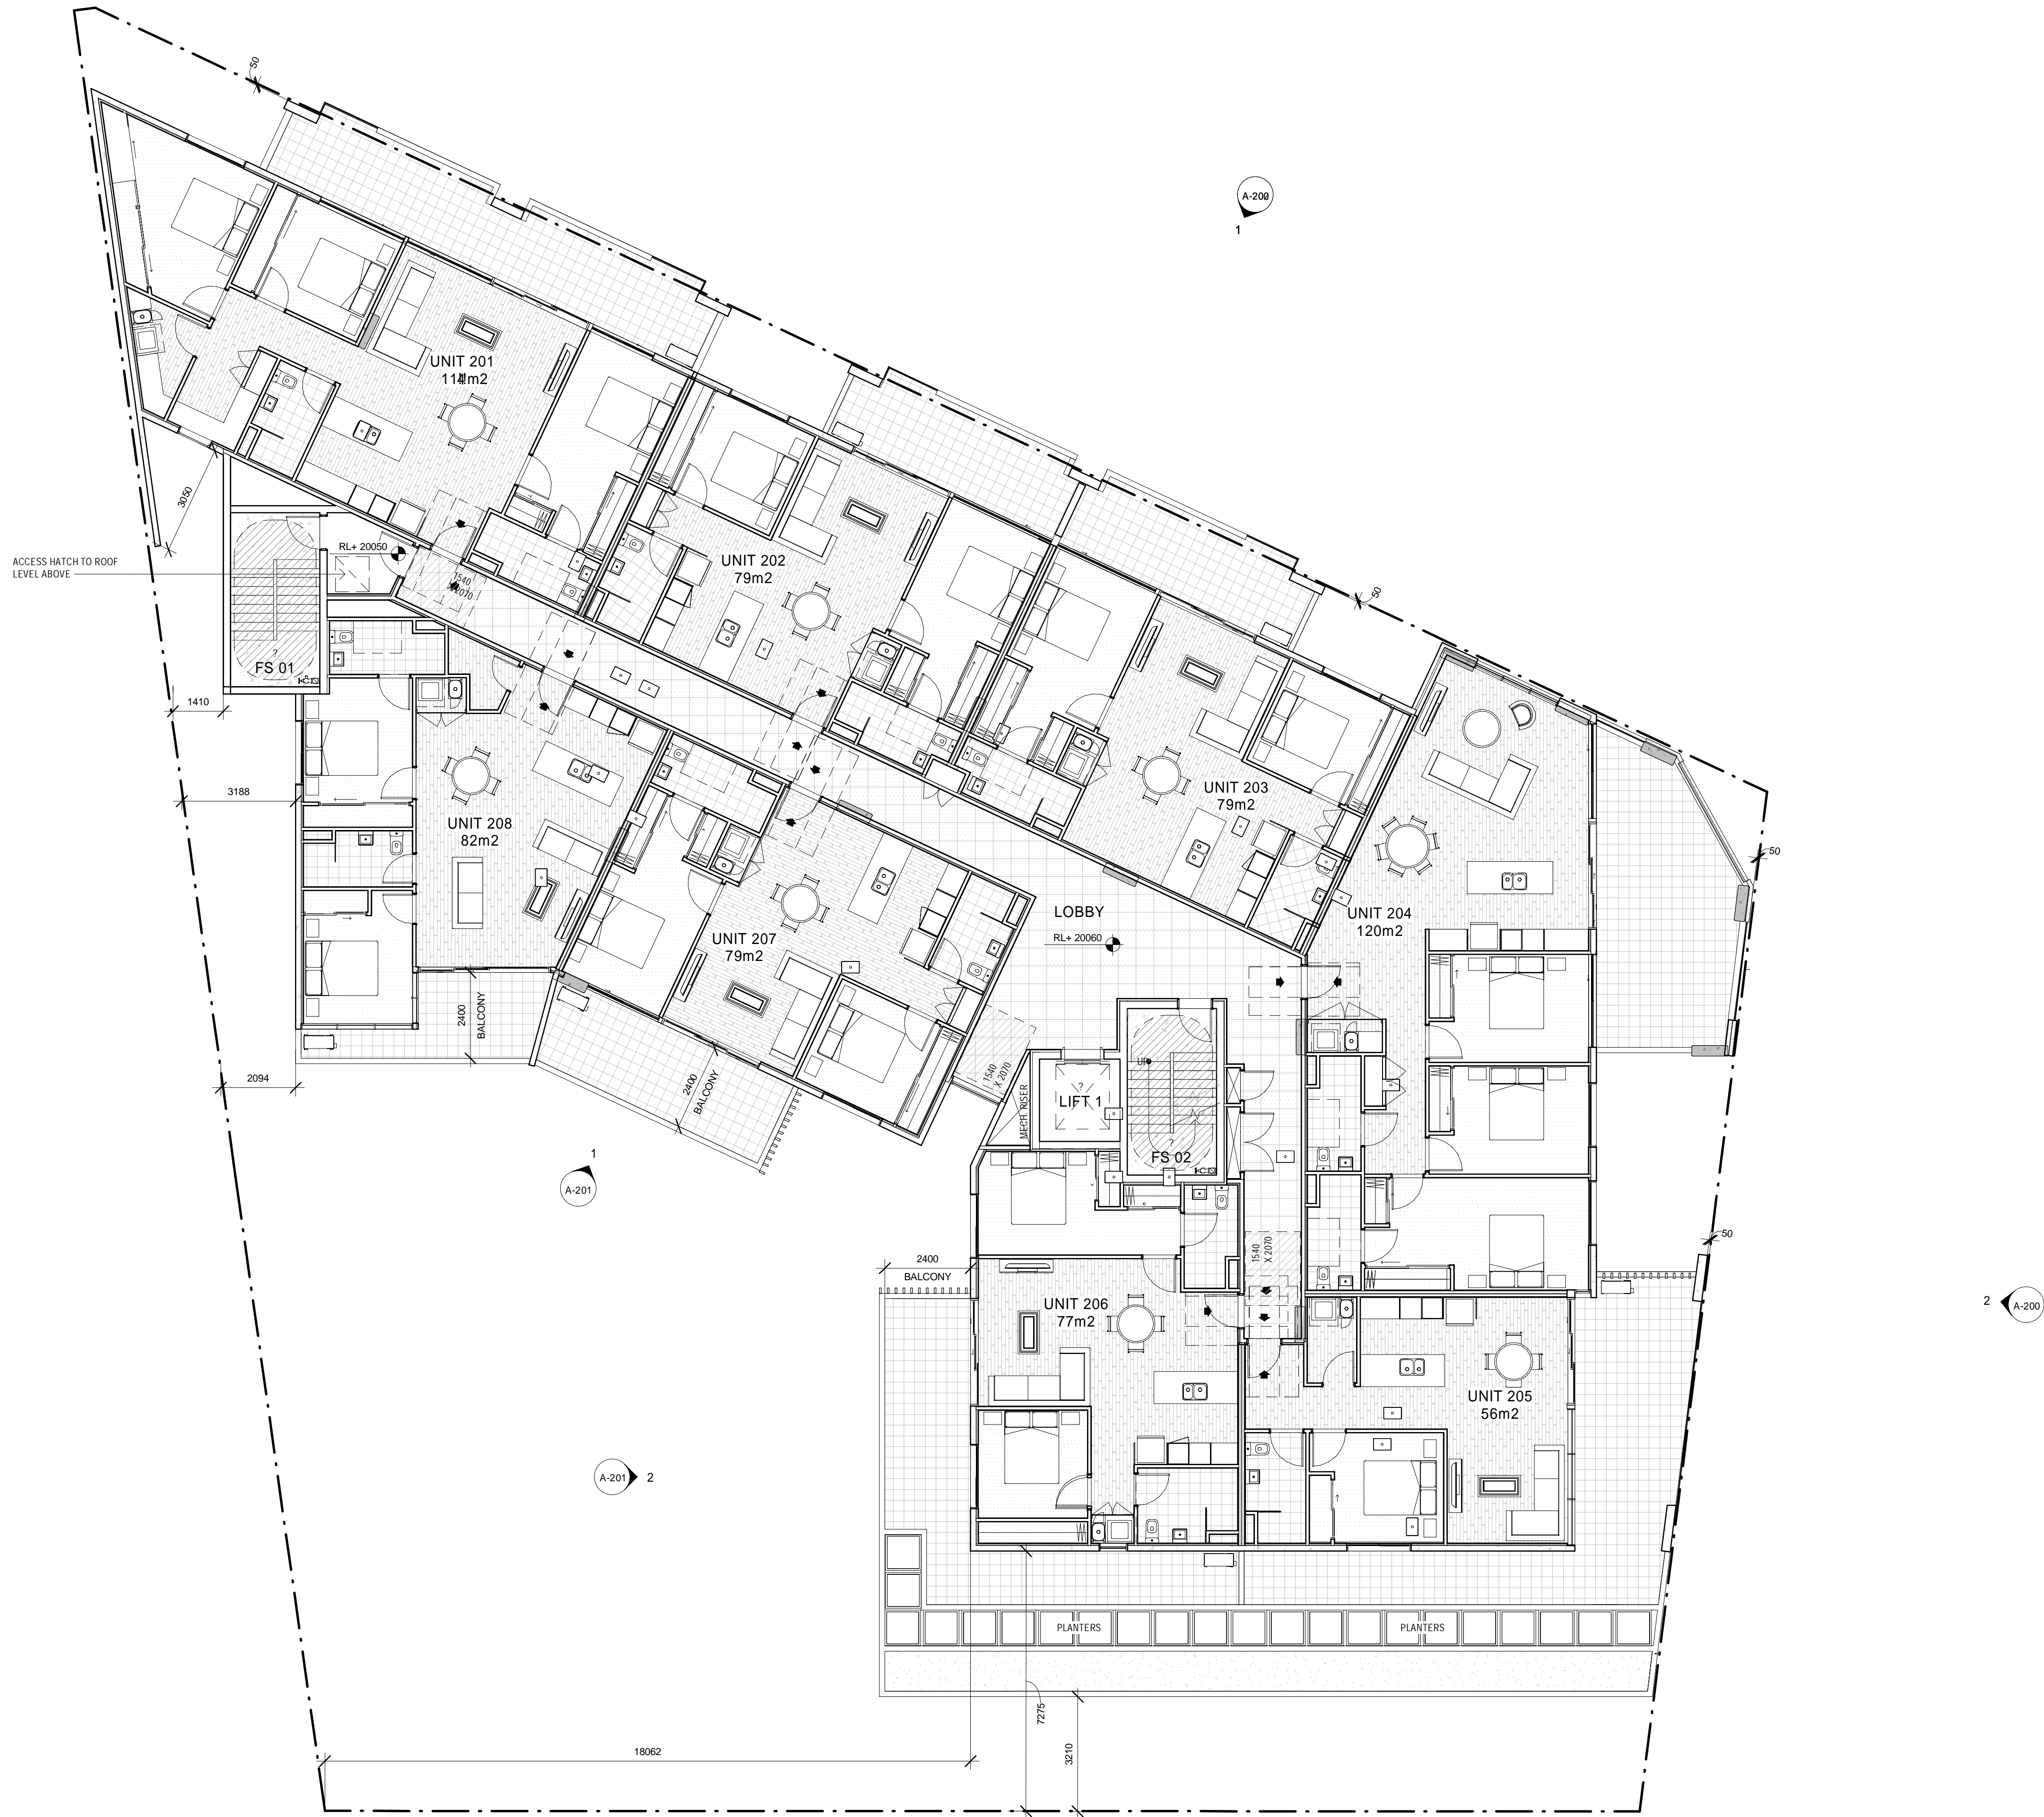 50
A-200
1
UNIT 201
3050
RL+ 20050
ACCESS HATCH TO ROOF
LEVEL ABOVE
1540
X 2070
UNIT 202
79m2
50
FS 01
?
1410
3188
UNIT 208
82m2
UNIT 203
79m2
50
UNIT 204
120m2
LOBBY
RL+ 20060
UNIT 207
79m2
2400
BALCONY
2094
2400
BALCONY
1540
X 2070
MECH. RISER
?
LIFT 1
UP
?
FS 02
1
A-201
1540
X 2070
50
2400
BALCONY
UNIT 206
77m2
2
A-200
UNIT 205
56m2
A-201
2
PLANTERS
PLANTERS
7275
3210
18062